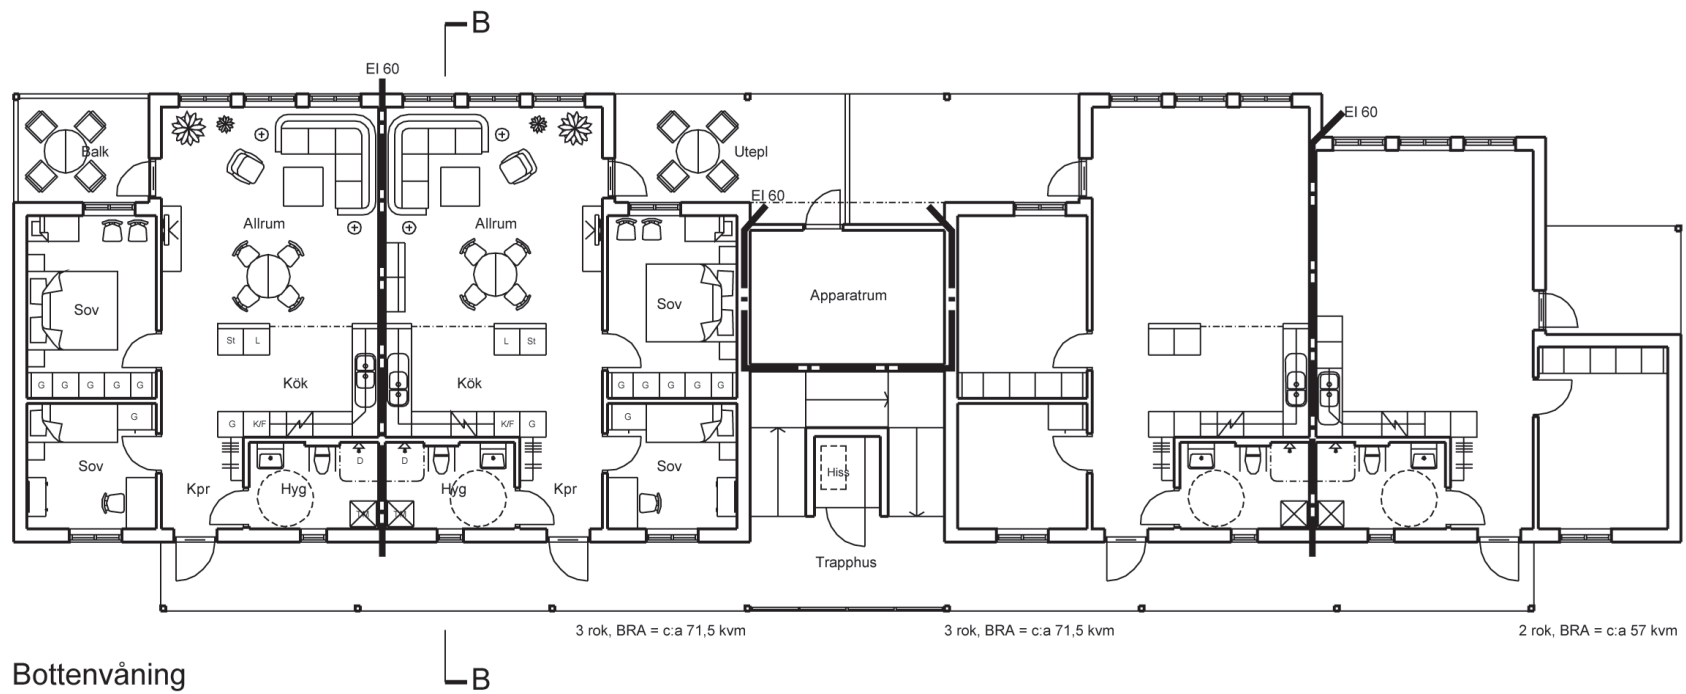 B
EI 60
EI 60
Balk
Utepl
EI 60
Allrum
Allrum
Sov
Sov
Apparatrum
St L
L St
Kök
Kök
G G G G G
G G G G G
G
G K/F
K/F G
G
Sov
D
D
Sov
Hiss
Kpr
Hyg
Hyg
Kpr
TM
TM
Trapphus
3 rok, BRA = c:a 71,5 kvm
3 rok, BRA = c:a 71,5 kvm
2 rok, BRA = c:a 57 kvm
Bottenvåning
B